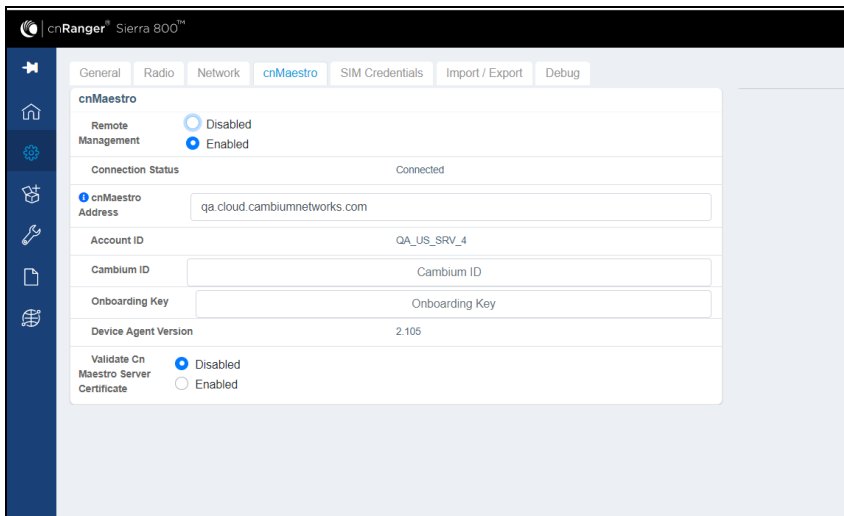 cnRanger® Sierra 800™
General Radio Network cnMaestro SIM Credentials Import / Export Debug
cnMaestro
Remote Management Disabled
Enabled
Connection Status Connected
cnMaestro Address qa.cloud.cambiumnetworks.com
Account ID QA_US_SRV_4
Cambium ID Cambium ID
Onboarding Key Onboarding Key
Device Agent Version 2.105
Validate Cn Maestro Server Certificate Disabled
Enabled